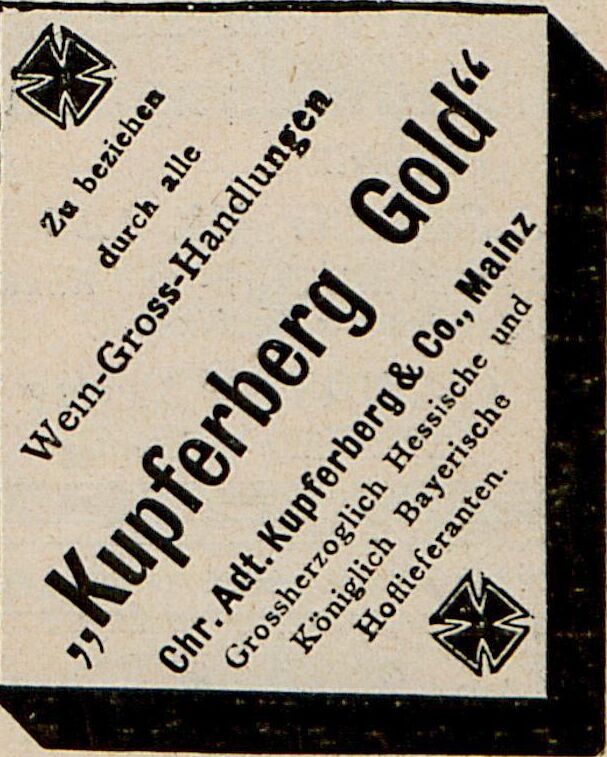 Zu beziehen
durch alle
Wein-Gross-Handlungen
„Kupferberg Gold“
Chr. Adt. Kupferberg & Co., Mainz
Grossherzoglich Hessische und
Königlich Bayerische
Hoflieferanten.